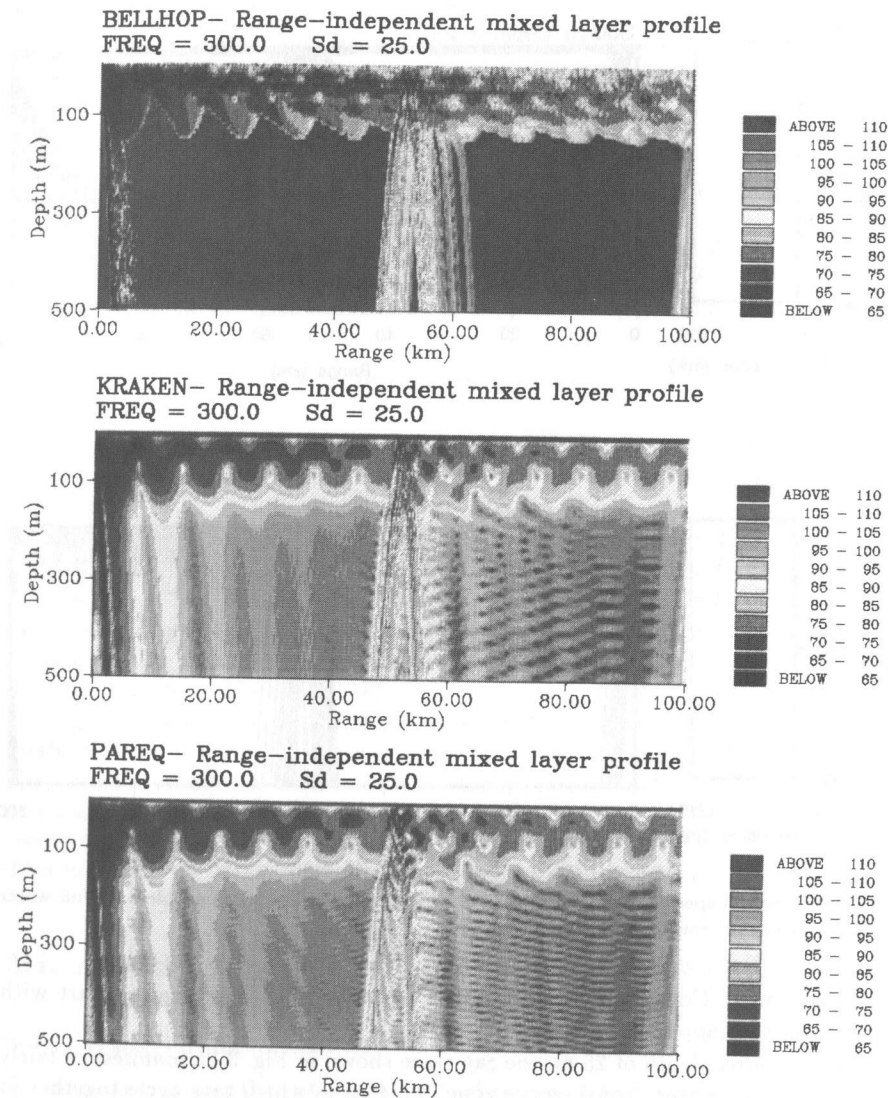 BELLHOP— Range—independent mixed layer profile
FREQ = 300.0 Sd = 25.0
Depth (m)
100
300
500
0.00 20.00 40.00 60.00 80.00 100.00
Range (km)
ABOVE 110
105 — 110
100 — 105
95 — 100
90 — 95
85 — 90
80 — 85
75 — 80
70 — 75
65 — 70
BELOW 65
KRAKEN— Range—independent mixed layer profile
FREQ = 300.0 Sd = 25.0
Depth (m)
100
300
500
0.00 20.00 40.00 60.00 80.00 100.00
Range (km)
ABOVE 110
105 — 110
100 — 105
95 — 100
90 — 95
85 — 90
80 — 85
75 — 80
70 — 75
65 — 70
BELOW 65
PAREQ— Range—independent mixed layer profile
FREQ = 300.0 Sd = 25.0
Depth (m)
100
300
500
0.00 20.00 40.00 60.00 80.00 100.00
Range (km)
ABOVE 110
105 — 110
100 — 105
95 — 100
90 — 95
85 — 90
80 — 85
75 — 80
70 — 75
65 — 70
BELOW 65